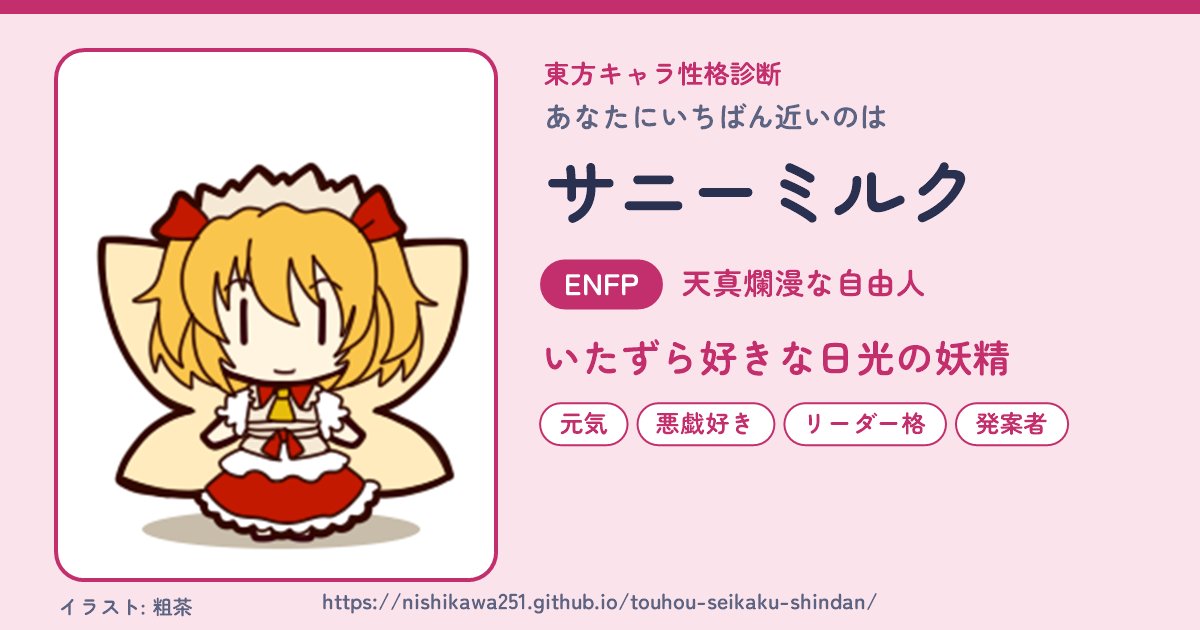 東方キャラ性格診断
あなたにいちばん近いのは
サニーミルク
ENFP 天真爛漫な自由人
いたずら好きな日光の妖精
元気 悪戯好き リーダー格 発案者
イラスト: 粗茶
https://nishikawa251.github.io/touhou-seikaku-shindan/